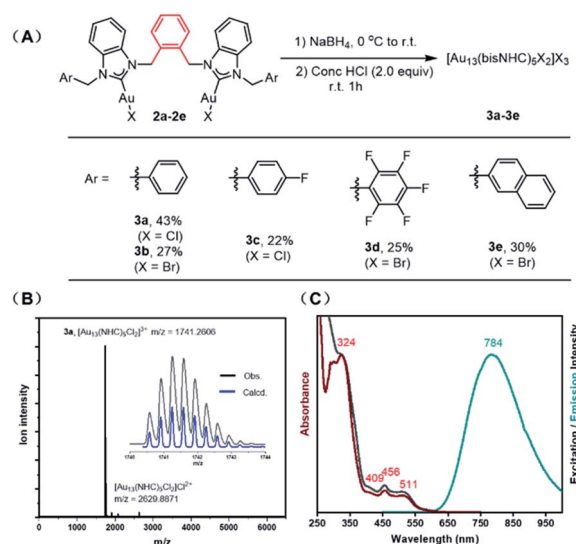 (A)
N N N N
Ar Ar
Au Au
X X
2a-2e
1) NaBH4, 0 °C to r.t.
2) Conc HCl (2.0 equiv)
r.t. 1h
[Au13(bisNHC)5X2]X3
3a-3e
Ar =
3a, 43%
(X = Cl)
3b, 27%
(X = Br)
F
3c, 22%
(X = Cl)
F F F F F
3d, 25%
(X = Br)
3e, 30%
(X = Br)
(B)
3a, [Au13(NHC)5Cl2]3+ m/z = 1741.2606
Obs.
Calcd.
1740 1741 1742 1743 1744
m/z
[Au13(NHC)5Cl2]Cl2+
m/z = 2629.8871
Ion intensity
0 1000 2000 3000 4000 5000 6000
m/z
(C)
324
784
409 456 511
Absorbance
Excitation / Emission Intensity
250 350 450 550 650 750 850 950
Wavelength (nm)